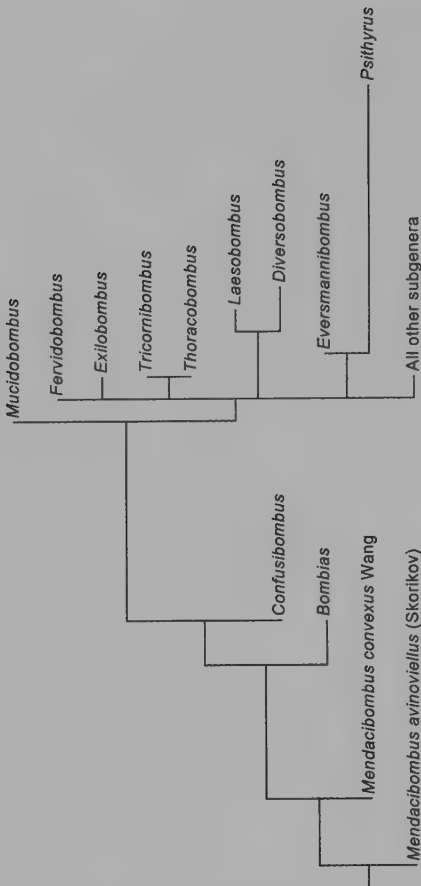 Mucidobombus
Fervidobombus
Exilobombus
Tricornibombus
Thoracobombus
Laesobombus
Diversobombus
Eversmannibombus
Psithyrus
All other subgenera
Confusibombus
Bombias
Mendacibombus convexus Wang
Mendacibombus avinoviellus (Skorikov)